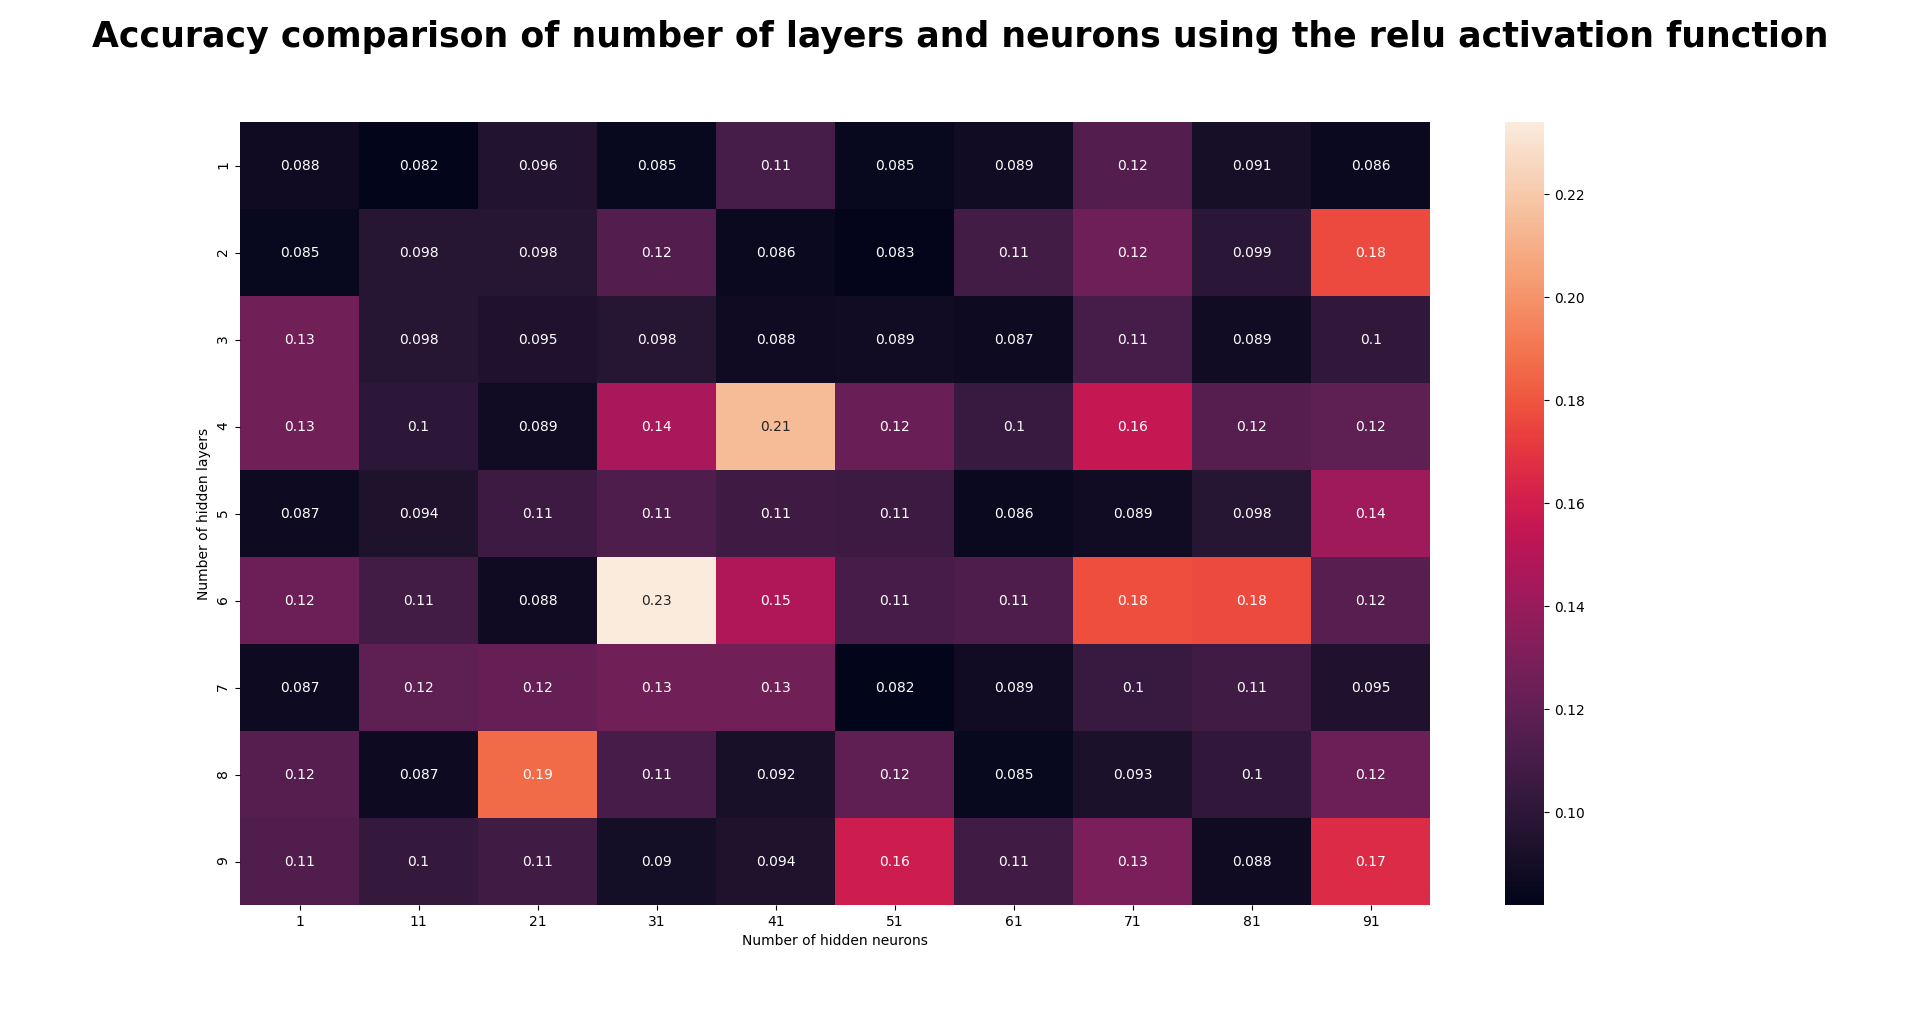 Accuracy comparison of number of layers and neurons using the relu activation function
1 0.088 0.082 0.096 0.085 0.11 0.085 0.089 0.12 0.091 0.086
2 0.085 0.098 0.098 0.12 0.086 0.083 0.11 0.12 0.099 0.18
3 0.13 0.098 0.095 0.098 0.088 0.089 0.087 0.11 0.089 0.1
4 0.13 0.1 0.089 0.14 0.21 0.12 0.1 0.16 0.12 0.12
5 0.087 0.094 0.11 0.11 0.11 0.11 0.086 0.089 0.098 0.14
6 0.12 0.11 0.088 0.23 0.15 0.11 0.11 0.18 0.18 0.12
7 0.087 0.12 0.12 0.13 0.13 0.082 0.089 0.1 0.11 0.095
8 0.12 0.087 0.19 0.11 0.092 0.12 0.085 0.093 0.1 0.12
9 0.11 0.1 0.11 0.09 0.094 0.16 0.11 0.13 0.088 0.17
1 11 21 31 41 51 61 71 81 91
Number of hidden neurons
Number of hidden layers
0.22
0.20
0.18
0.16
0.14
0.12
0.10